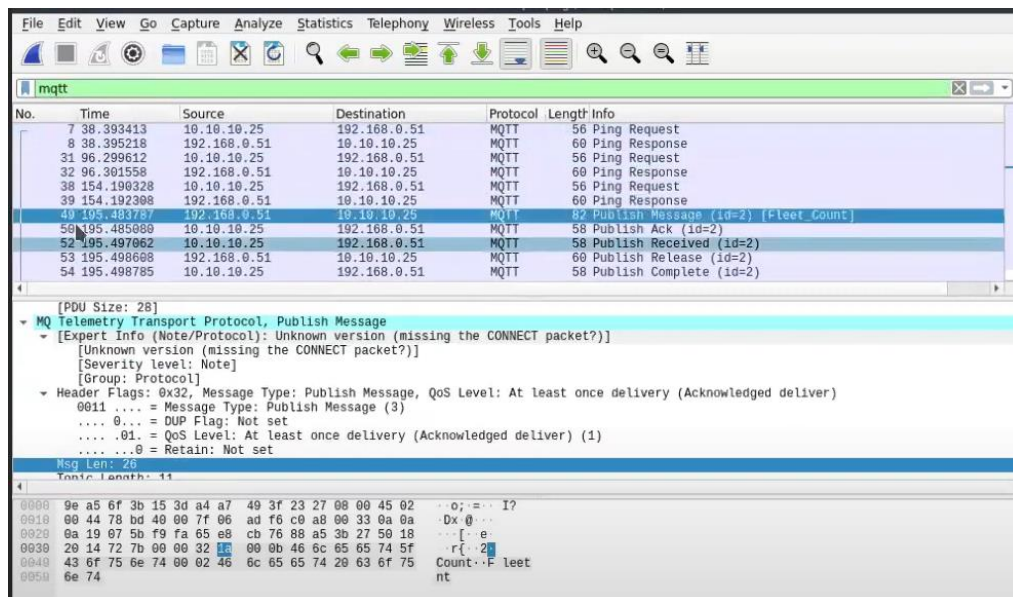 File Edit View Go Capture Analyze Statistics Telephony Wireless Tools Help
mqtt
No. Time Source Destination Protocol Length Info
7 38.393413 10.10.10.25 192.168.0.51 MQTT 56 Ping Request
8 38.395218 192.168.0.51 10.10.10.25 MQTT 60 Ping Response
31 96.299612 10.10.10.25 192.168.0.51 MQTT 56 Ping Request
32 96.301558 192.168.0.51 10.10.10.25 MQTT 60 Ping Response
38 154.190328 10.10.10.25 192.168.0.51 MQTT 56 Ping Request
39 154.192308 192.168.0.51 10.10.10.25 MQTT 60 Ping Response
49 195.483787 192.168.0.51 10.10.10.25 MQTT 82 Publish Message (id=2) [Fleet_Count]
50 195.485080 10.10.10.25 192.168.0.51 MQTT 58 Publish Ack (id=2)
52 195.497062 10.10.10.25 192.168.0.51 MQTT 58 Publish Received (id=2)
53 195.498608 192.168.0.51 10.10.10.25 MQTT 60 Publish Release (id=2)
54 195.498785 10.10.10.25 192.168.0.51 MQTT 58 Publish Complete (id=2)
[PDU Size: 28]
MQ Telemetry Transport Protocol, Publish Message
[Expert Info (Note/Protocol): Unknown version (missing the CONNECT packet?)]
[Unknown version (missing the CONNECT packet?)]
[Severity level: Note]
[Group: Protocol]
Header Flags: 0x32, Message Type: Publish Message, QoS Level: At least once delivery (Acknowledged deliver)
0011 .... = Message Type: Publish Message (3)
.... 0... = DUP Flag: Not set
.... .01. = QoS Level: At least once delivery (Acknowledged deliver) (1)
.... ...0 = Retain: Not set
Msg Len: 26
Topic Length: 11
0000 9e a5 6f 3b 15 3d a4 a7 49 3f 23 27 08 00 45 02 ··o;·=·· I?
0010 00 44 78 bd 40 00 7f 06 ad f6 c0 a8 00 33 0a 0a ·Dx·@···
0020 0a 19 07 5b f9 fa 65 e8 cb 76 88 a5 3b 27 50 18 ···[··e·
0030 20 14 72 7b 00 00 32 1a 00 0b 46 6c 65 65 74 5f ·r{··2·
0040 43 6f 75 6e 74 00 02 46 6c 65 65 74 20 63 6f 75 Count··F leet
0050 6e 74 nt